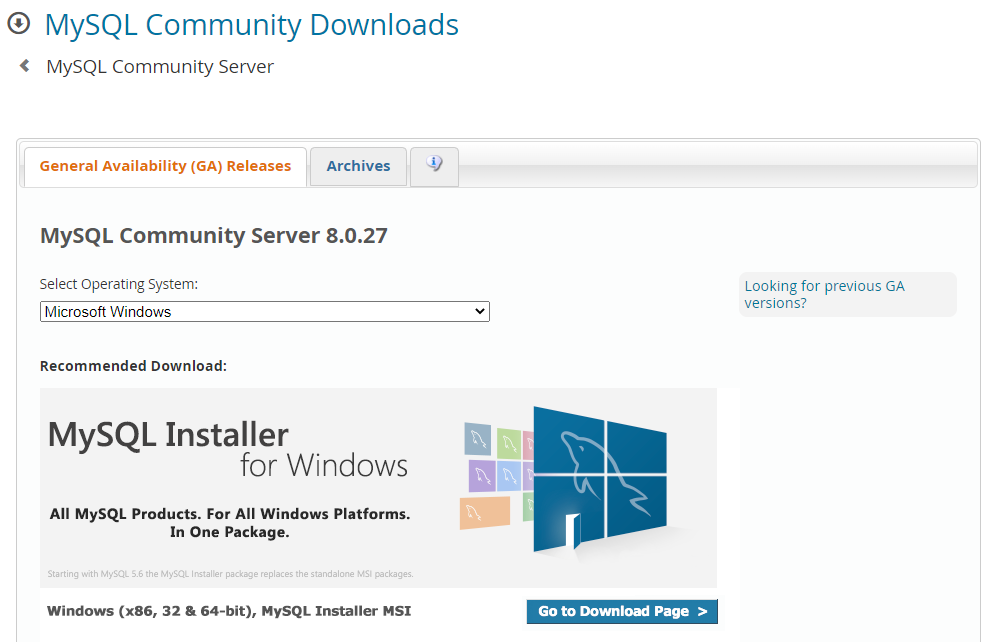 MySQL Community Downloads
MySQL Community Server
General Availability (GA) Releases
Archives
i
MySQL Community Server 8.0.27
Select Operating System:
Microsoft Windows
Looking for previous GA
versions?
Recommended Download:
MySQL Installer
for Windows
All MySQL Products. For All Windows Platforms.
In One Package.
Starting with MySQL 5.6 the MySQL Installer package replaces the standalone MSI packages.
Windows (x86, 32 & 64-bit), MySQL Installer MSI
Go to Download Page >